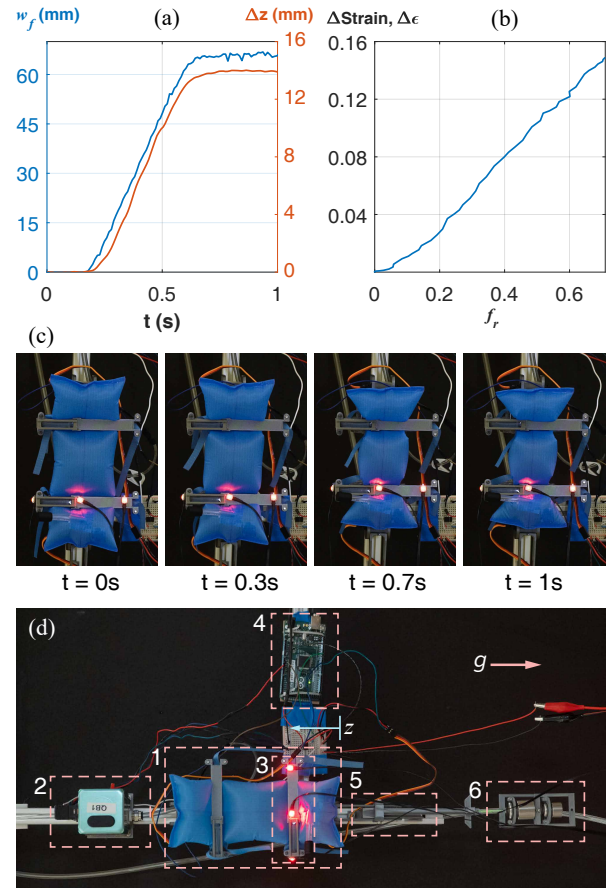 w_f (mm) (a) Δz (mm)
60
45
30
15
0
16
12
8
4
0
0 0.5 1
t (s)
ΔStrain, Δϵ (b)
0.16
0.12
0.08
0.04
0 0.2 0.4 0.6
f_r
(c)
t = 0s t = 0.3s t = 0.7s t = 1s
(d)
4
g
z
1
3
2
5
6
QB1